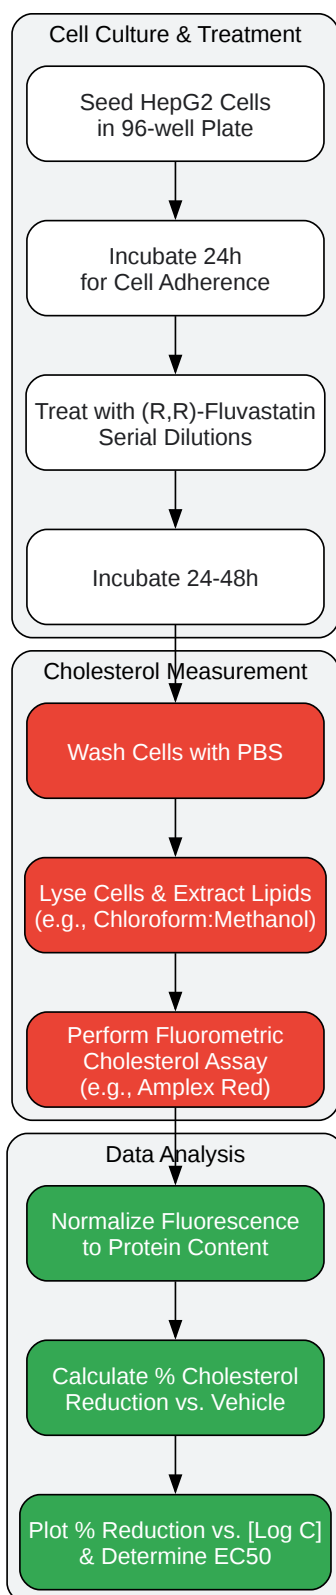 Cell Culture & Treatment
Seed HepG2 Cells
in 96-well Plate
Incubate 24h
for Cell Adherence
Treat with (R,R)-Fluvastatin
Serial Dilutions
Incubate 24-48h
Cholesterol Measurement
Wash Cells with PBS
Lyse Cells & Extract Lipids
(e.g., Chloroform:Methanol)
Perform Fluorometric
Cholesterol Assay
(e.g., Amplex Red)
Data Analysis
Normalize Fluorescence
to Protein Content
Calculate % Cholesterol
Reduction vs. Vehicle
Plot % Reduction vs. [Log C]
& Determine EC50